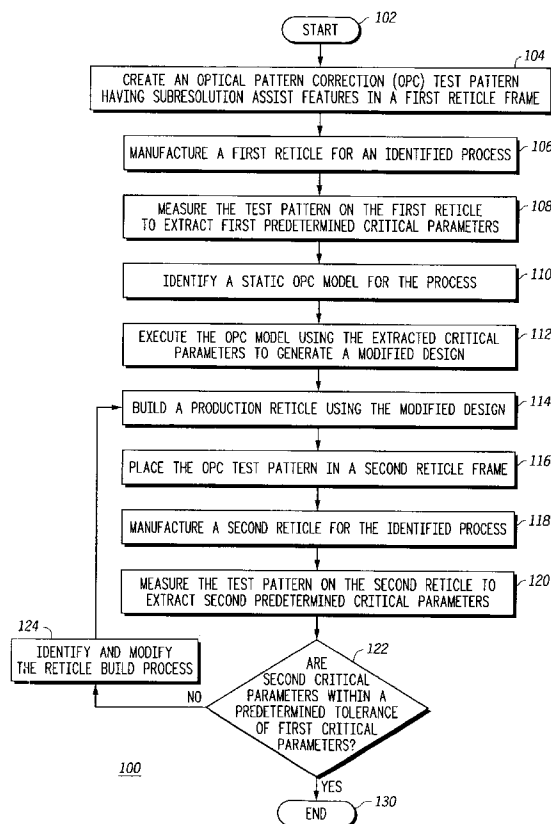 102
START
104
CREATE AN OPTICAL PATTERN CORRECTION (OPC) TEST PATTERN
HAVING SUBRESOLUTION ASSIST FEATURES IN A FIRST RETICLE FRAME
MANUFACTURE A FIRST RETICLE FOR AN IDENTIFIED PROCESS
106
MEASURE THE TEST PATTERN ON THE FIRST RETICLE
TO EXTRACT FIRST PREDETERMINED CRITICAL PARAMETERS
108
IDENTIFY A STATIC OPC MODEL FOR THE PROCESS
110
EXECUTE THE OPC MODEL USING THE EXTRACTED CRITICAL
PARAMETERS TO GENERATE A MODIFIED DESIGN
112
BUILD A PRODUCTION RETICLE USING THE MODIFIED DESIGN
114
PLACE THE OPC TEST PATTERN IN A SECOND RETICLE FRAME
116
MANUFACTURE A SECOND RETICLE FOR THE IDENTIFIED PROCESS
118
MEASURE THE TEST PATTERN ON THE SECOND RETICLE TO
EXTRACT SECOND PREDETERMINED CRITICAL PARAMETERS
120
124
IDENTIFY AND MODIFY
THE RETICLE BUILD PROCESS
122
ARE
SECOND CRITICAL
PARAMETERS WITHIN A
PREDETERMINED TOLERANCE
OF FIRST CRITICAL
PARAMETERS?
NO
100
YES
END
130